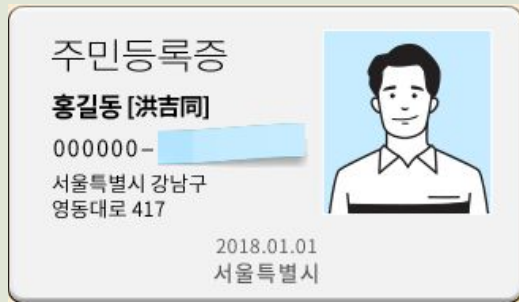 주민등록증
홍길동 [洪吉同]
000000-
서울특별시 강남구
영동대로 417
2018.01.01
서울특별시